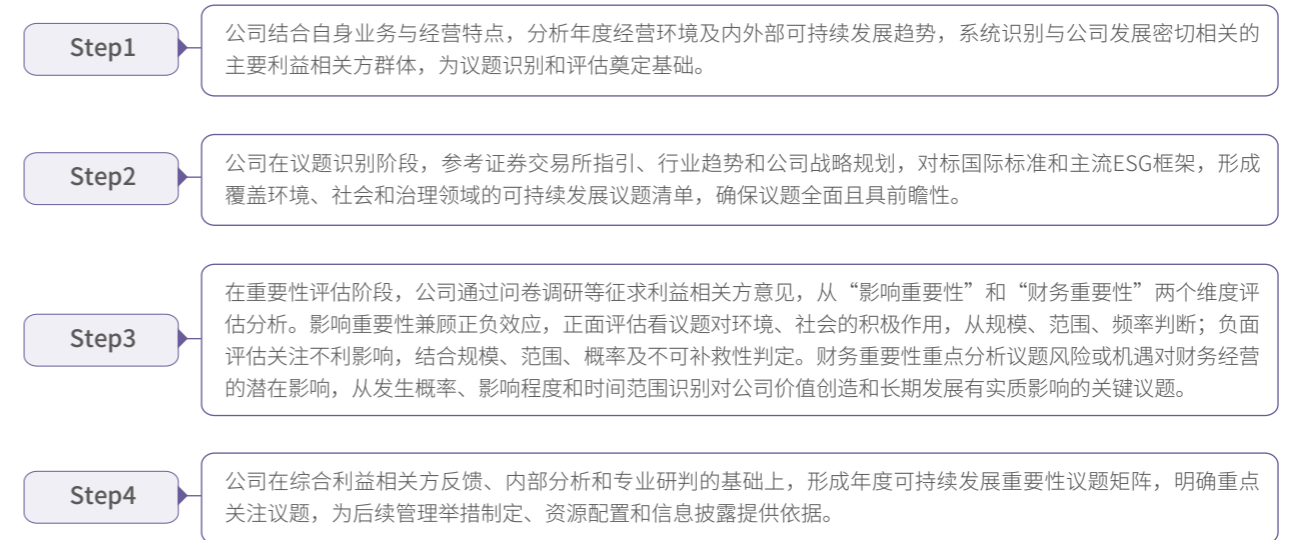 Step1
公司结合自身业务与经营特点，分析年度经营环境及内外部可持续发展趋势，系统识别与公司发展密切相关的
主要利益相关方群体，为议题识别和评估奠定基础。
Step2
公司在议题识别阶段，参考证券交易所指引、行业趋势和公司战略规划，对标国际标准和主流ESG框架，形成
覆盖环境、社会和治理领域的可持续发展议题清单，确保议题全面且具前瞻性。
Step3
在重要性评估阶段，公司通过问卷调研等征求利益相关方意见，从“影响重要性”和“财务重要性”两个维度评
估分析。影响重要性兼顾正负效应，正面评估看议题对环境、社会的积极作用，从规模、范围、频率判断；负面
评估关注不利影响，结合规模、范围、概率及不可补救性判定。财务重要性重点分析议题风险或机遇对财务经营
的潜在影响，从发生概率、影响程度和时间范围识别对公司价值创造和长期发展有实质影响的关键议题。
Step4
公司在综合利益相关方反馈、内部分析和专业研判的基础上，形成年度可持续发展重要性议题矩阵，明确重点
关注议题，为后续管理举措制定、资源配置和信息披露提供依据。